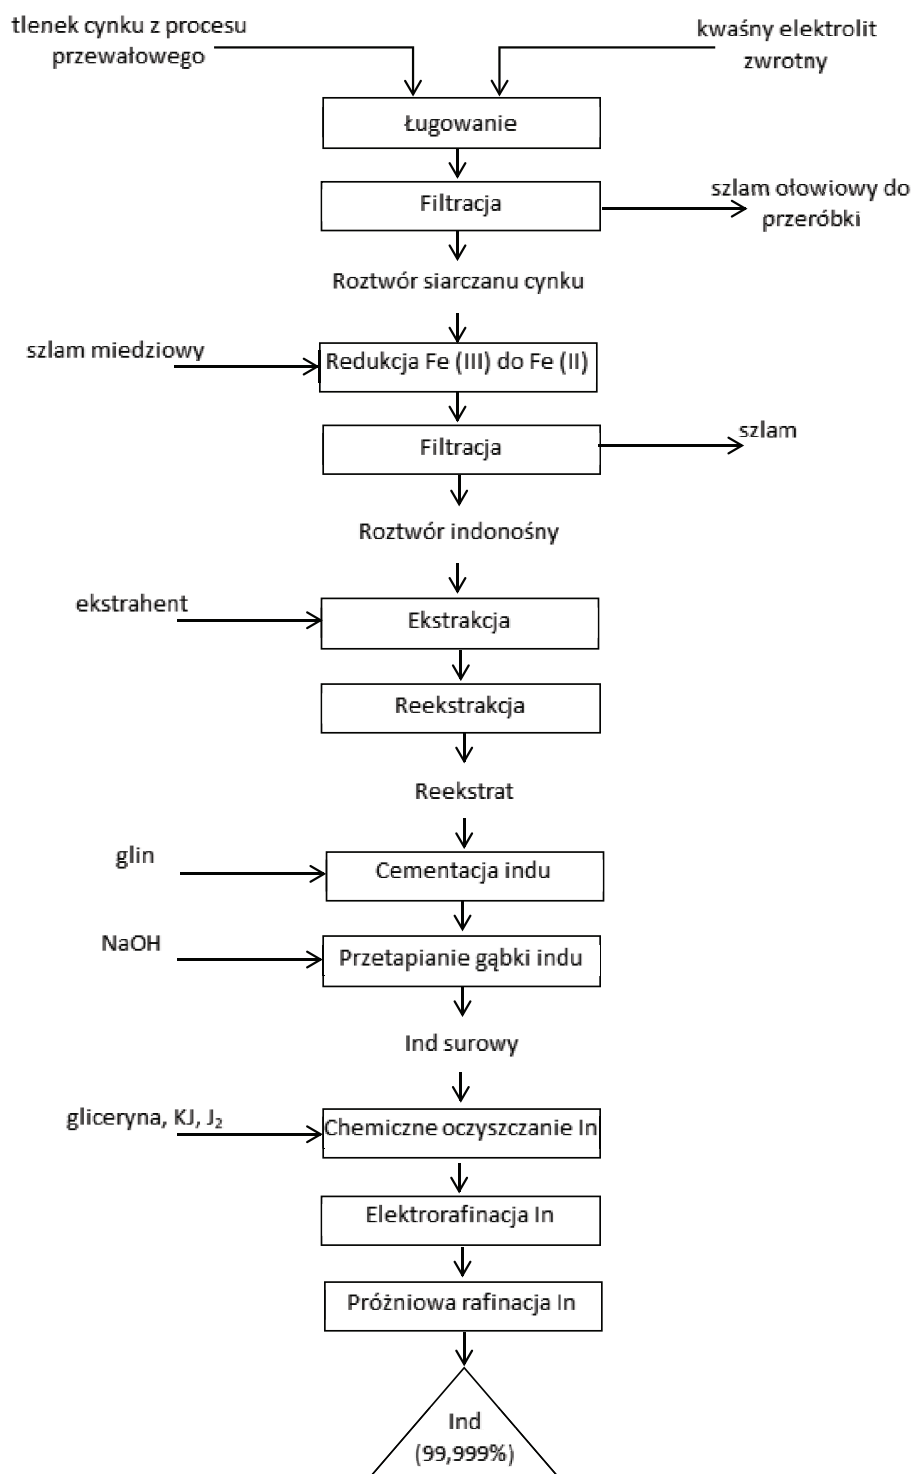 tlenek cynku z procesu
przewałowego
kwaśny elektrolit
zwrotny
Ługowanie
Filtracja
szlam ołowiowy do
przeróbki
Roztwór siarczanu cynku
szlam miedziowy
Redukcja Fe (III) do Fe (II)
Filtracja
szlam
Roztwór indonośny
ekstrahent
Ekstrakcja
Reekstrakcja
Reekstrat
glin
Cementacja indu
NaOH
Przetapianie gąbki indu
Ind surowy
gliceryna, KJ, J₂
Chemiczne oczyszczanie In
Elektrorafinacja In
Próżniowa rafinacja In
Ind
(99,999%)